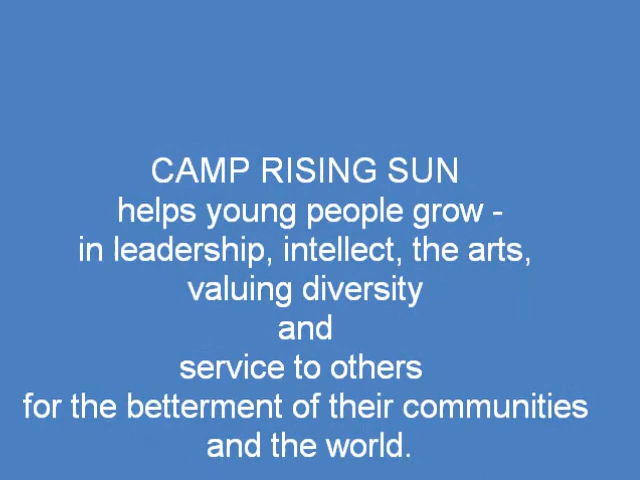 CAMP RISING SUN
helps young people grow -
in leadership, intellect, the arts,
valuing diversity
and
service to others
for the betterment of their communities
and the world.